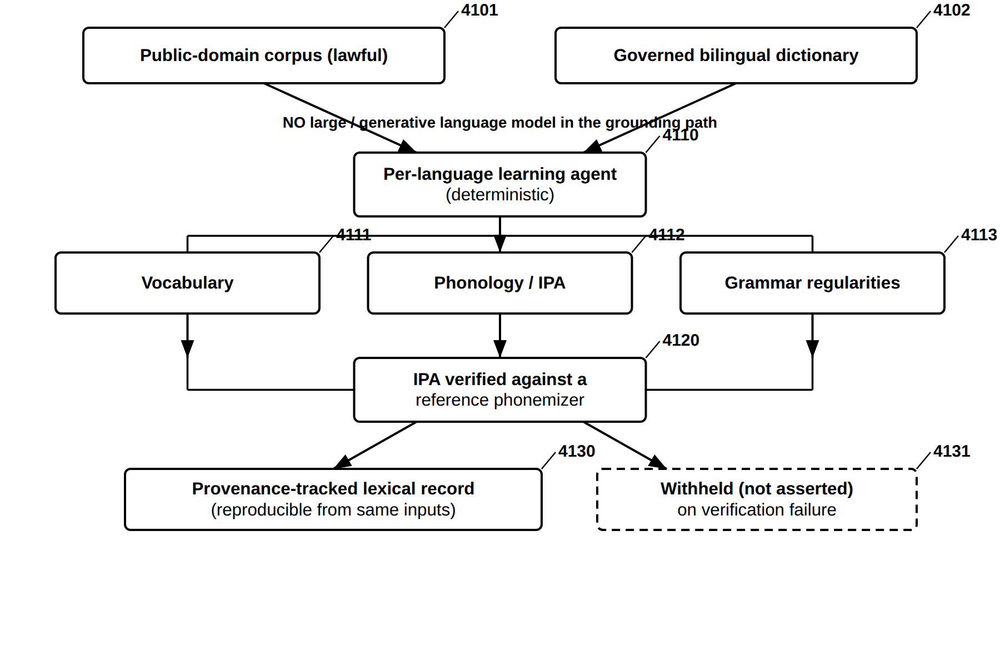 4101
4102
Public-domain corpus (lawful)
Governed bilingual dictionary
NO large / generative language model in the grounding path
4110
Per-language learning agent
(deterministic)
4111
4112
4113
Vocabulary
Phonology / IPA
Grammar regularities
4120
IPA verified against a
reference phonemizer
4130
4131
Provenance-tracked lexical record
(reproducible from same inputs)
Withheld (not asserted)
on verification failure